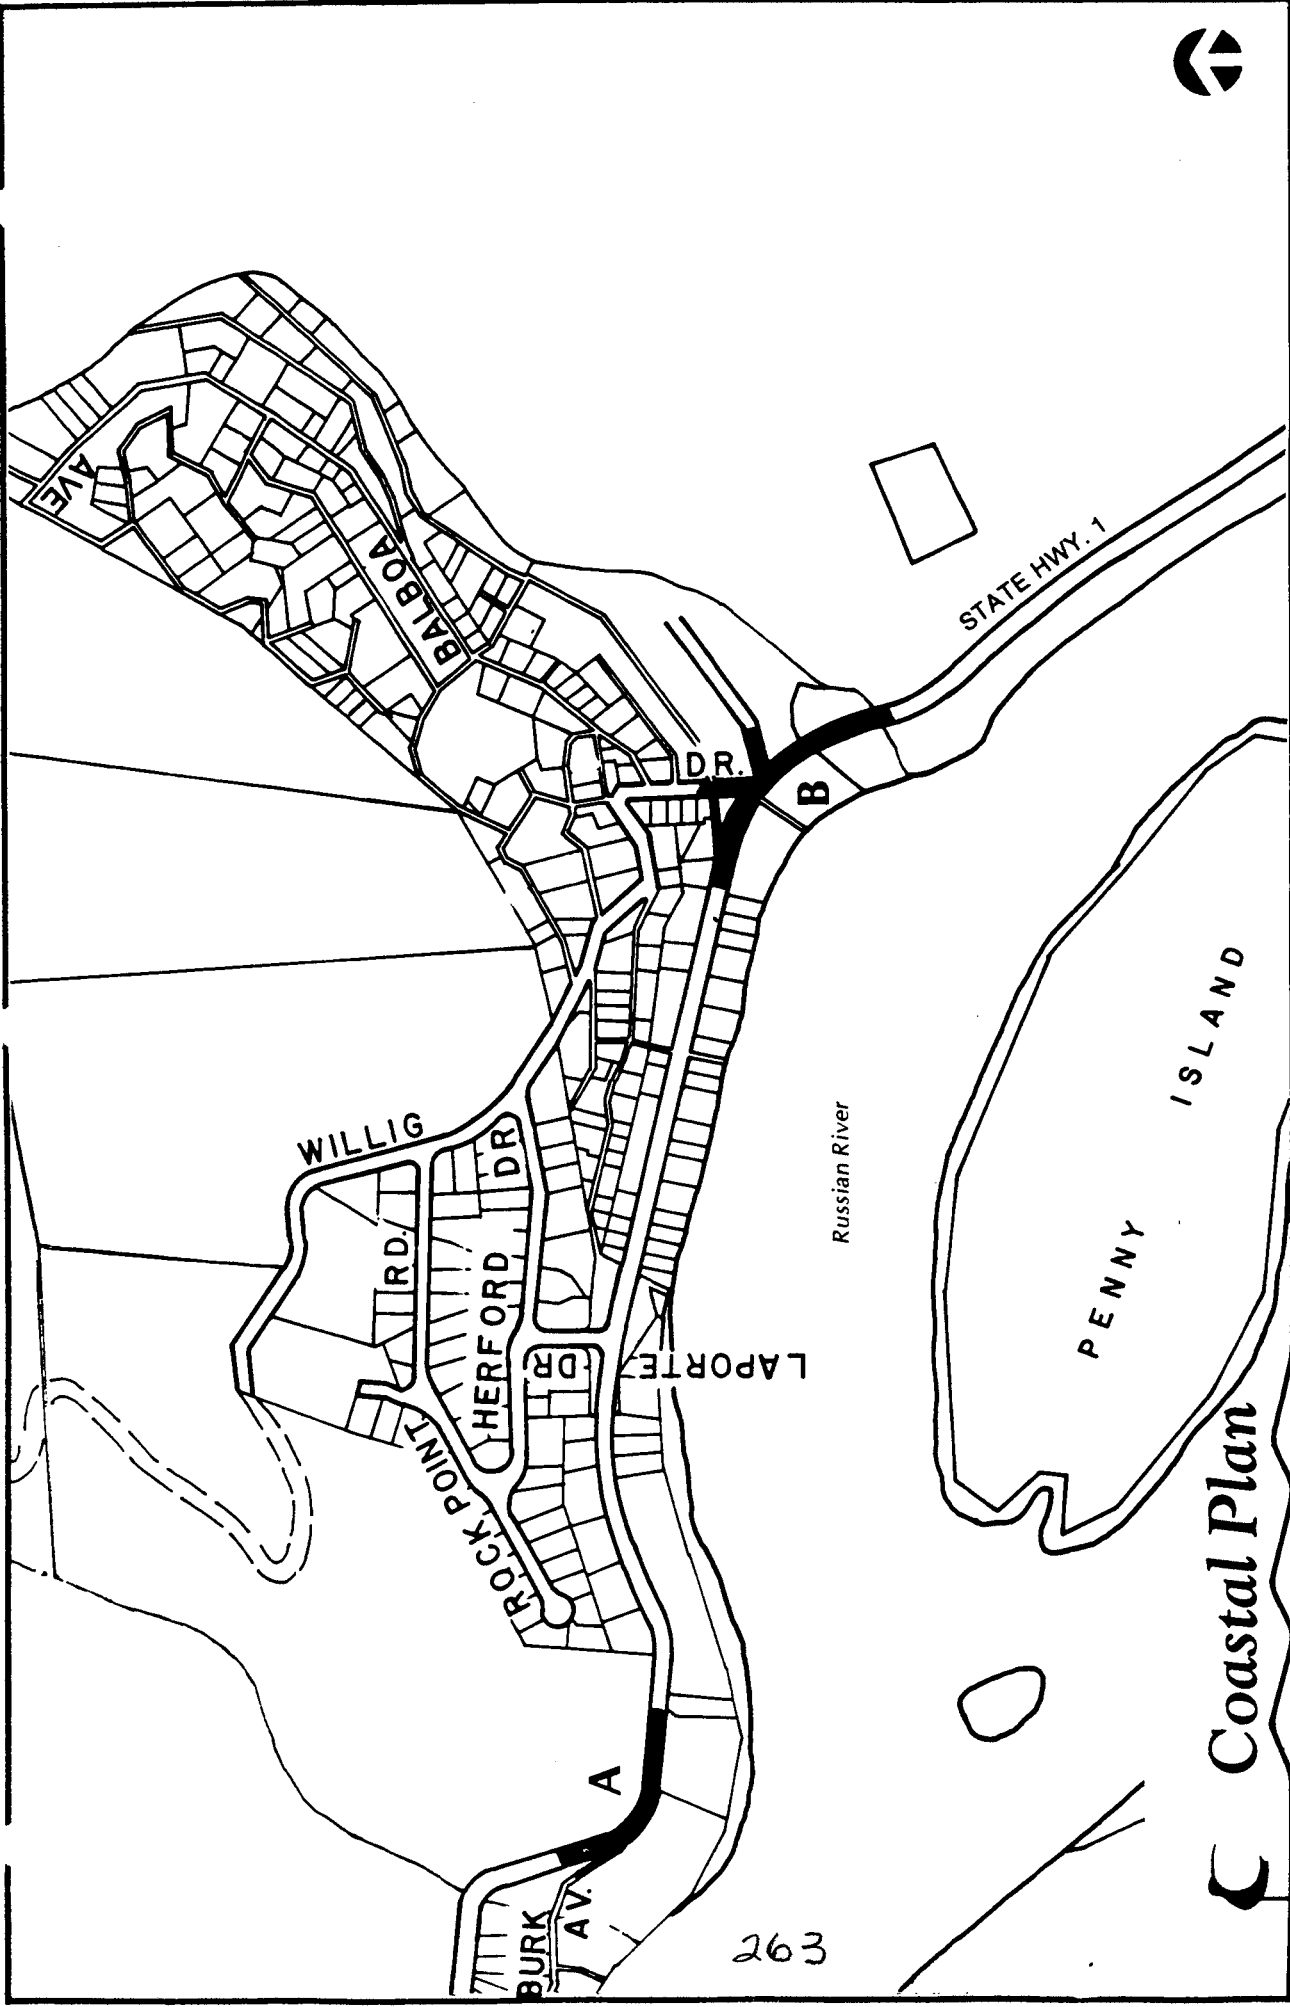 AVE
BALBOA
STATE HWY. 1
DR.
B
WILLIG
DR
RD.
HERFORD
ROCK POINT
LAPORTE
DR
Russian River
PENNY ISLAND
A
BURK
AV.
Coastal Plan
263